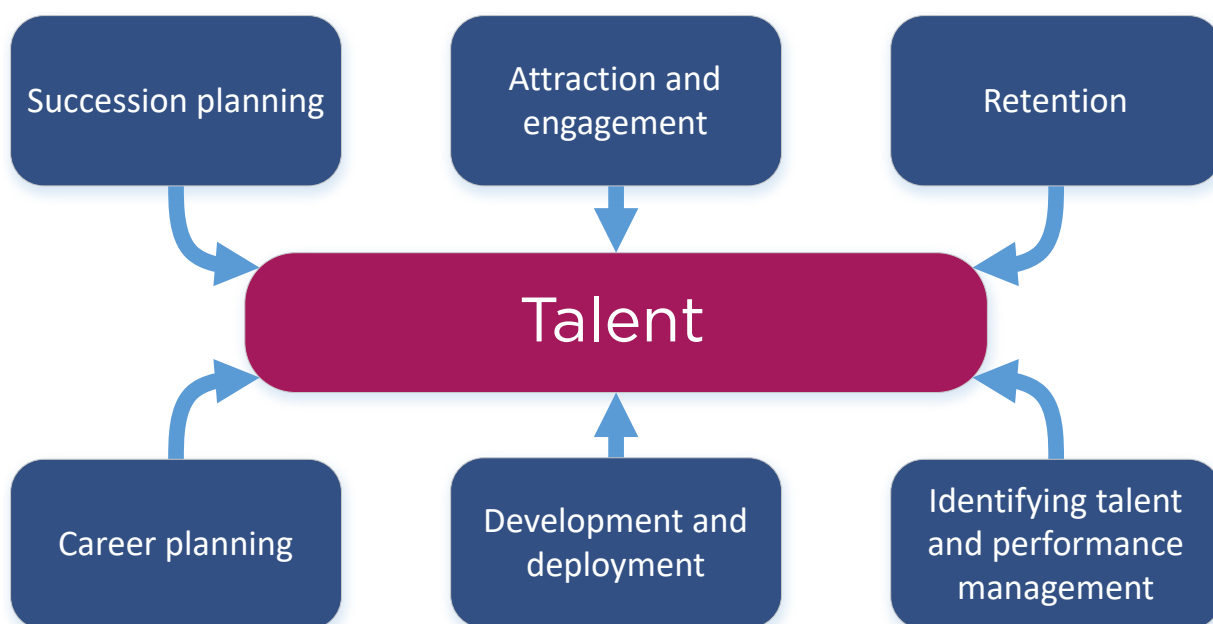 Succession planning
Attraction and
engagement
Retention
Talent
Career planning
Development and
deployment
Identifying talent
and performance
management